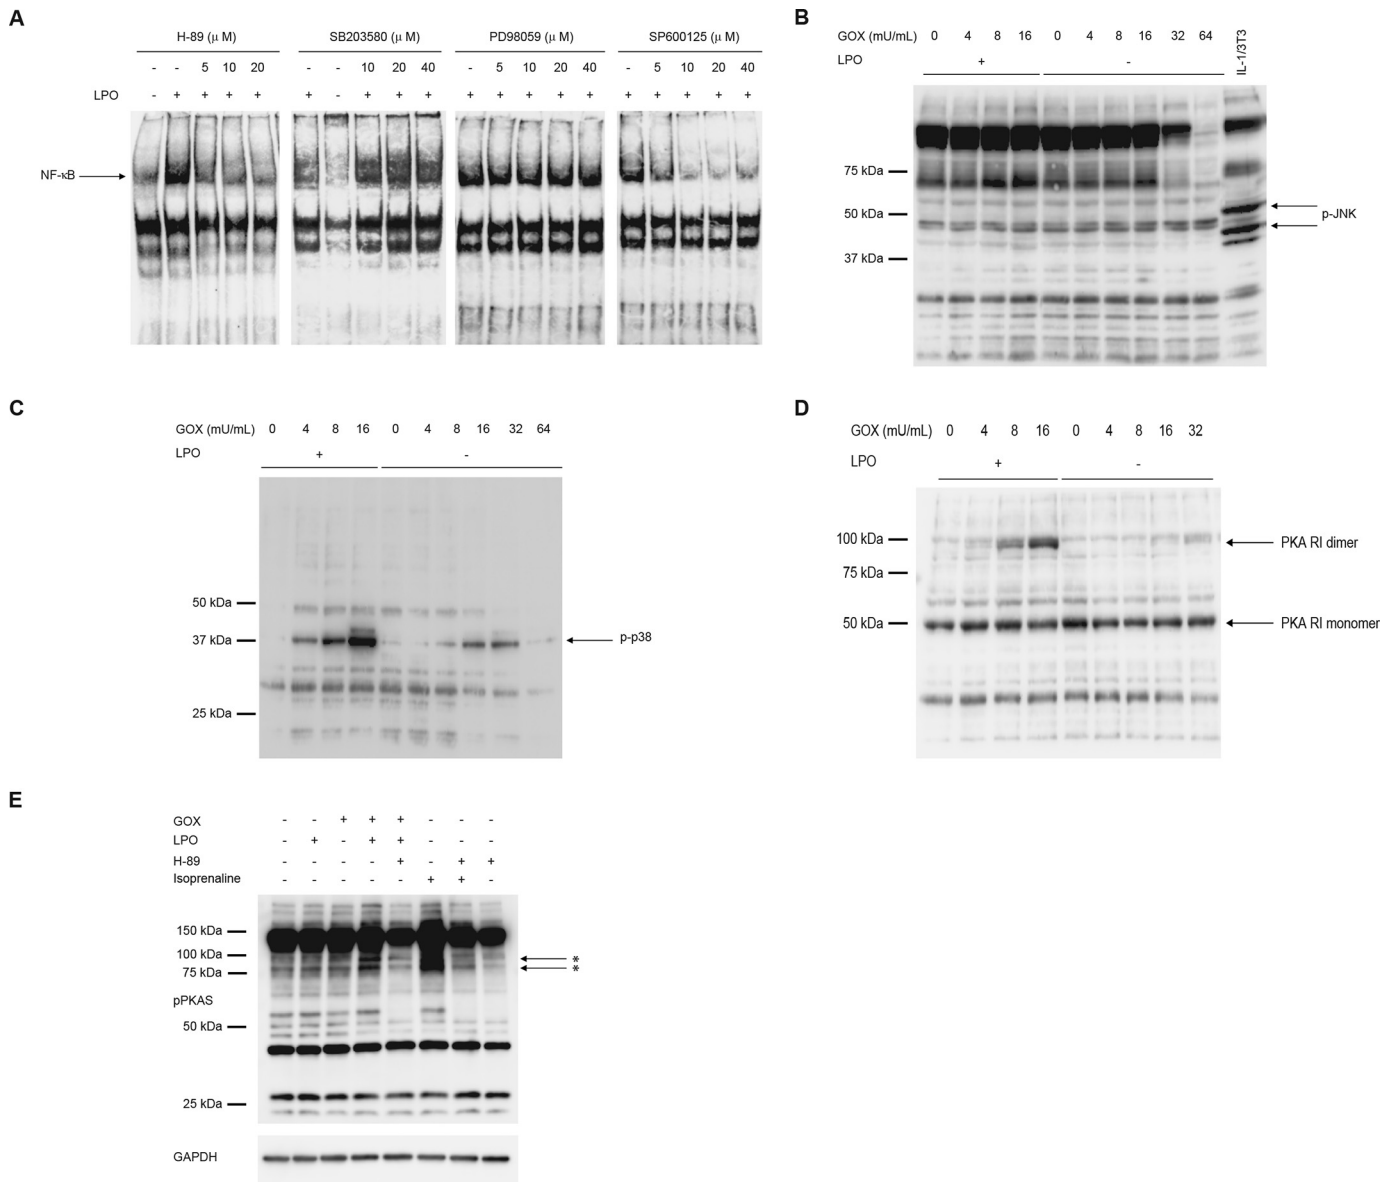 A
H-89 (μ M) SB203580 (μ M) PD98059 (μ M) SP600125 (μ M)
- - 5 10 20 - - 10 20 40 - 5 10 20 40 - 5 10 20 40
LPO - + + + + + - + + + + + + + + + + + + +
NF-κB
B
GOX (mU/mL) 0 4 8 16 0 4 8 16 32 64 IL-1/3T3
LPO + -
75 kDa
50 kDa
37 kDa
p-JNK
C
GOX (mU/mL) 0 4 8 16 0 4 8 16 32 64
LPO + -
50 kDa
37 kDa
25 kDa
p-p38
D
GOX (mU/mL) 0 4 8 16 0 4 8 16 32
LPO + -
100 kDa
75 kDa
50 kDa
PKA RI dimer
PKA RI monomer
E
GOX - - + + + - - -
LPO - + - + + - - -
H-89 - - - - + - + +
Isoprenaline - - - - - + + -
150 kDa
100 kDa
75 kDa
pPKAS
50 kDa
25 kDa
*
*
GAPDH